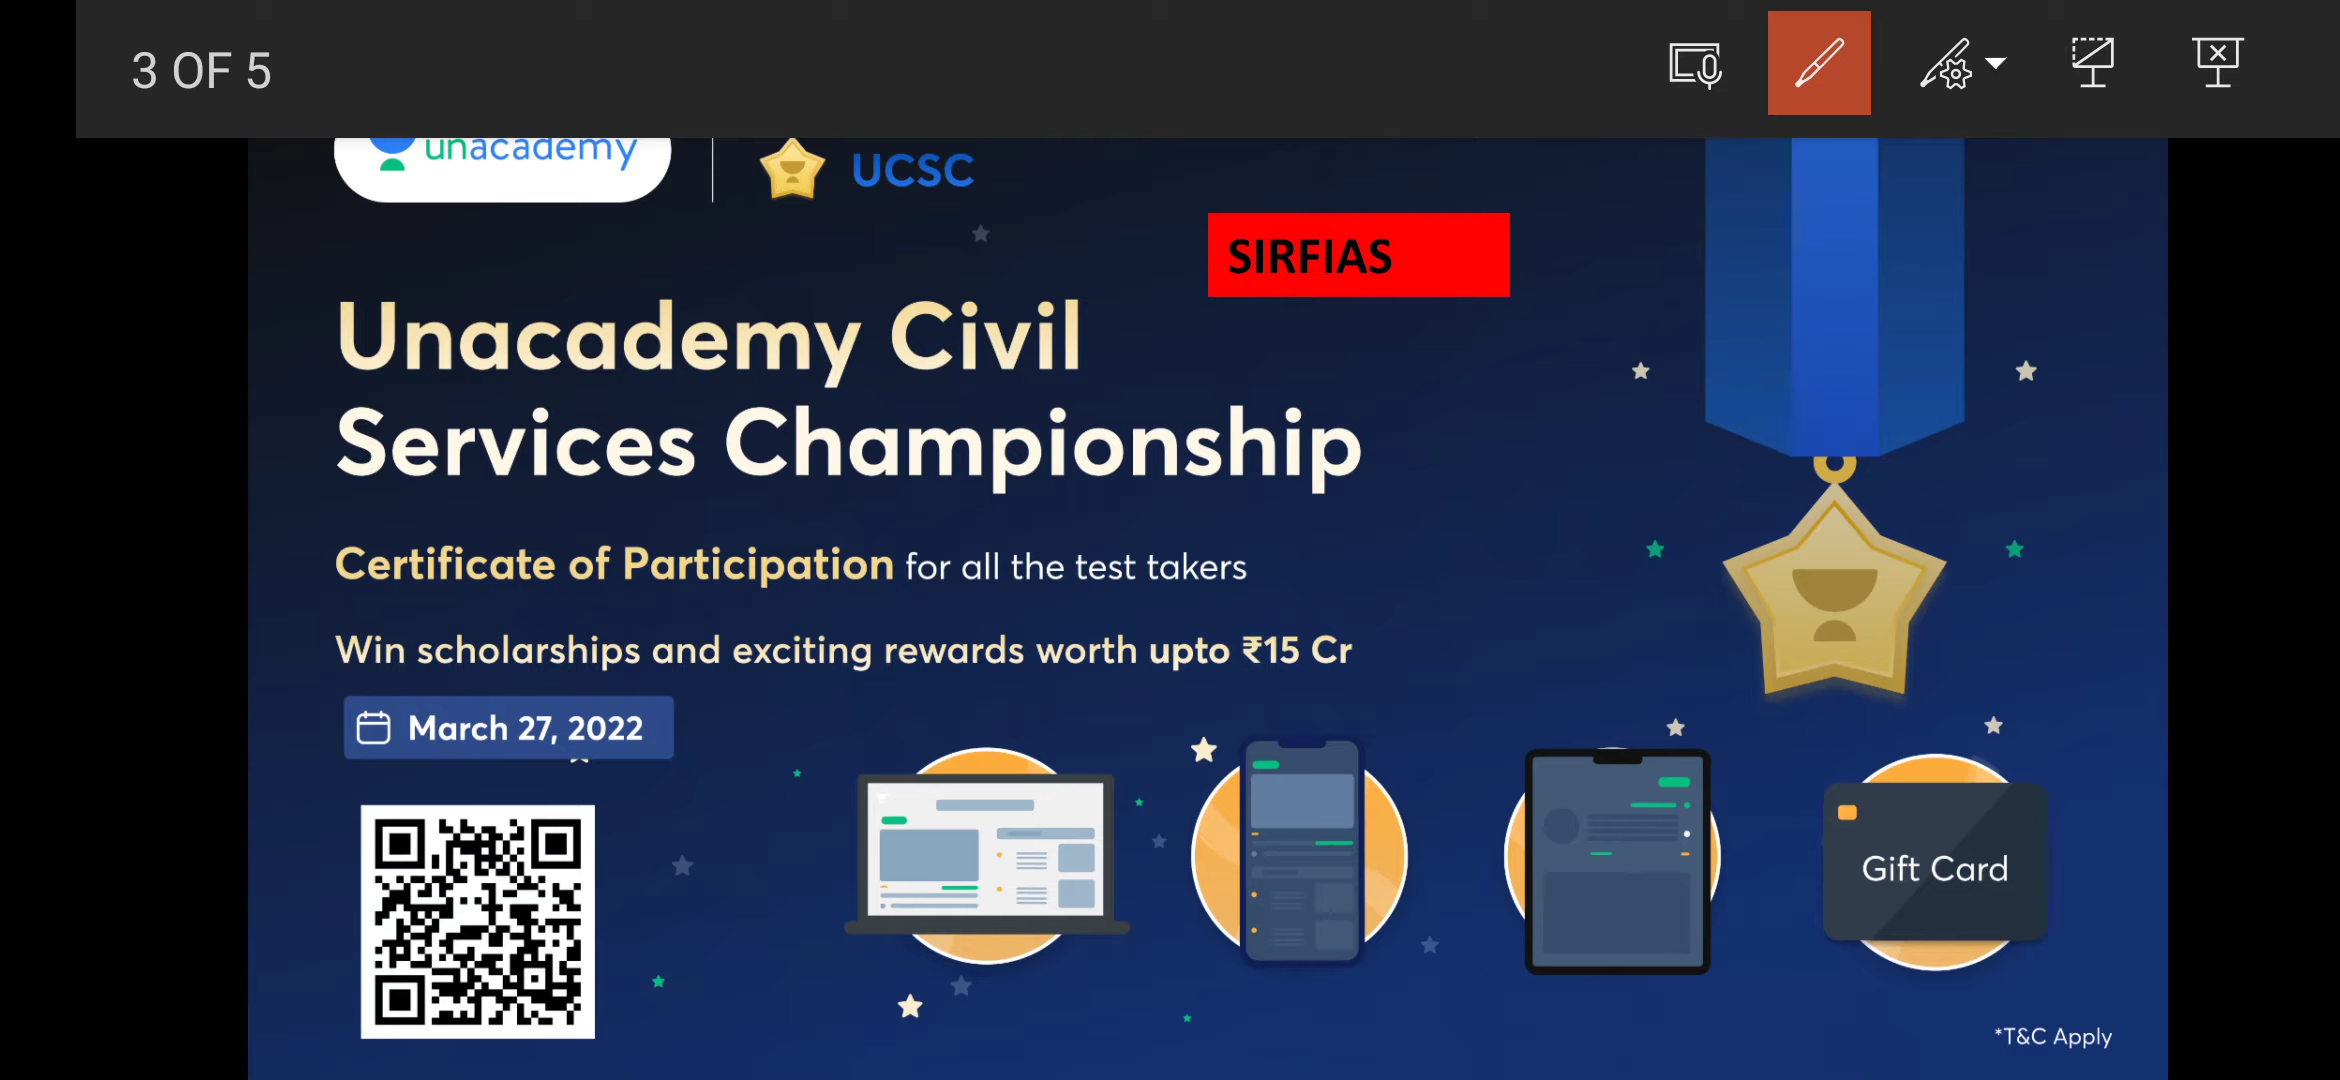 3 OF 5
unacademy
UCSC
SIRFIAS
Unacademy Civil
Services Championship
Certificate of Participation for all the test takers
Win scholarships and exciting rewards worth upto ₹15 Cr
March 27, 2022
Gift Card
*T&C Apply